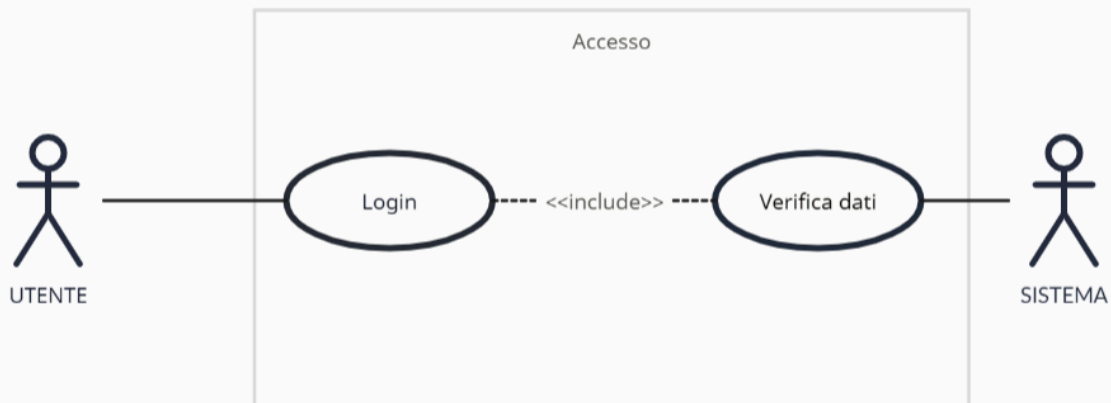 Accesso
Login
<<include>>
Verifica dati
UTENTE
SISTEMA